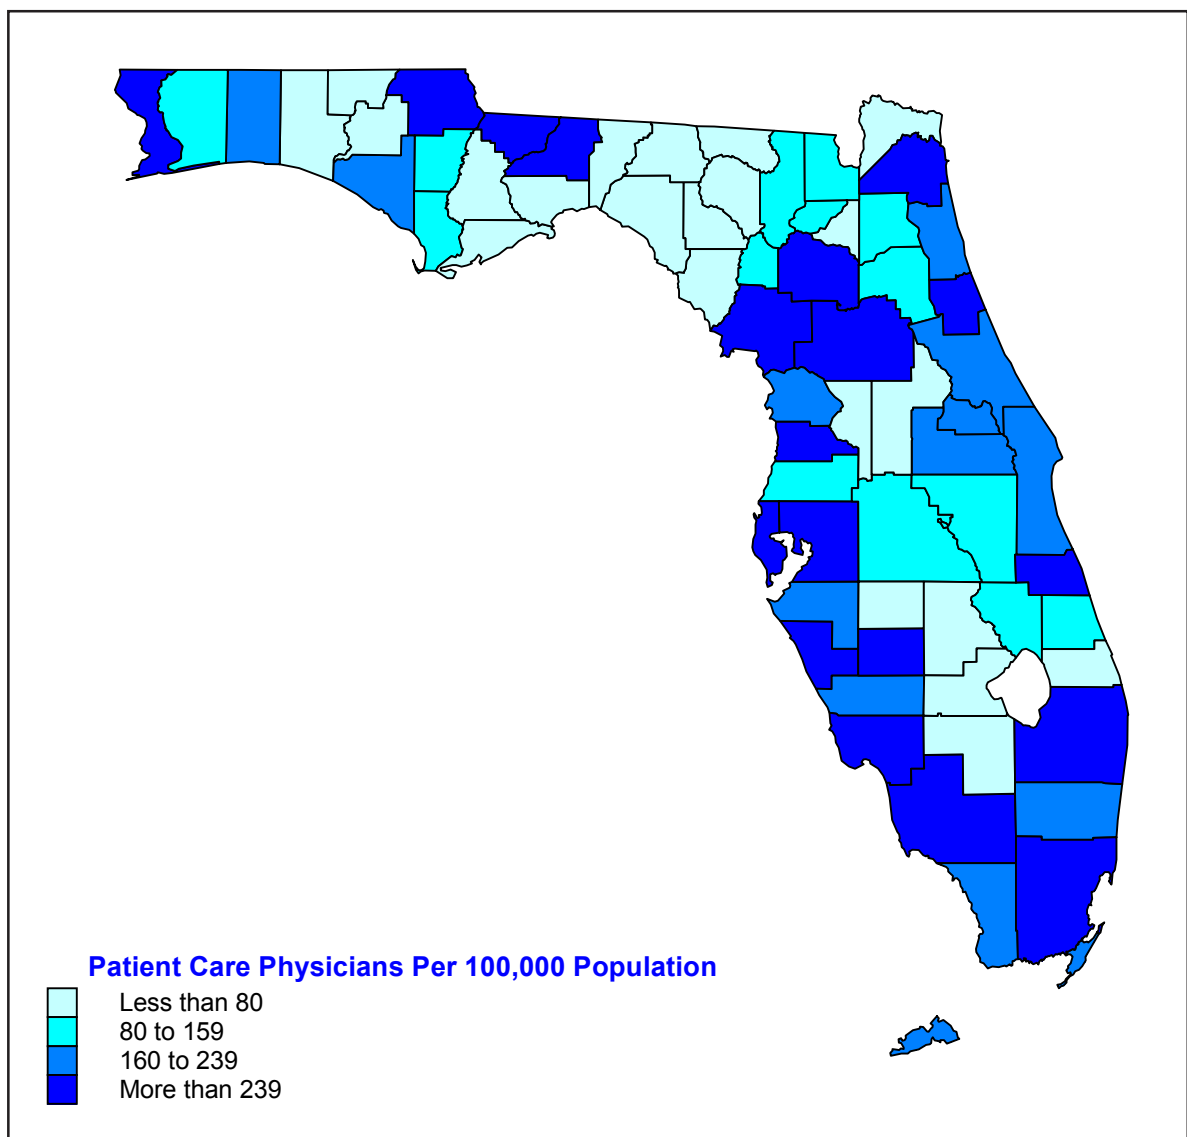 Patient Care Physicians Per 100,000 Population
Less than 80
80 to 159
160 to 239
More than 239